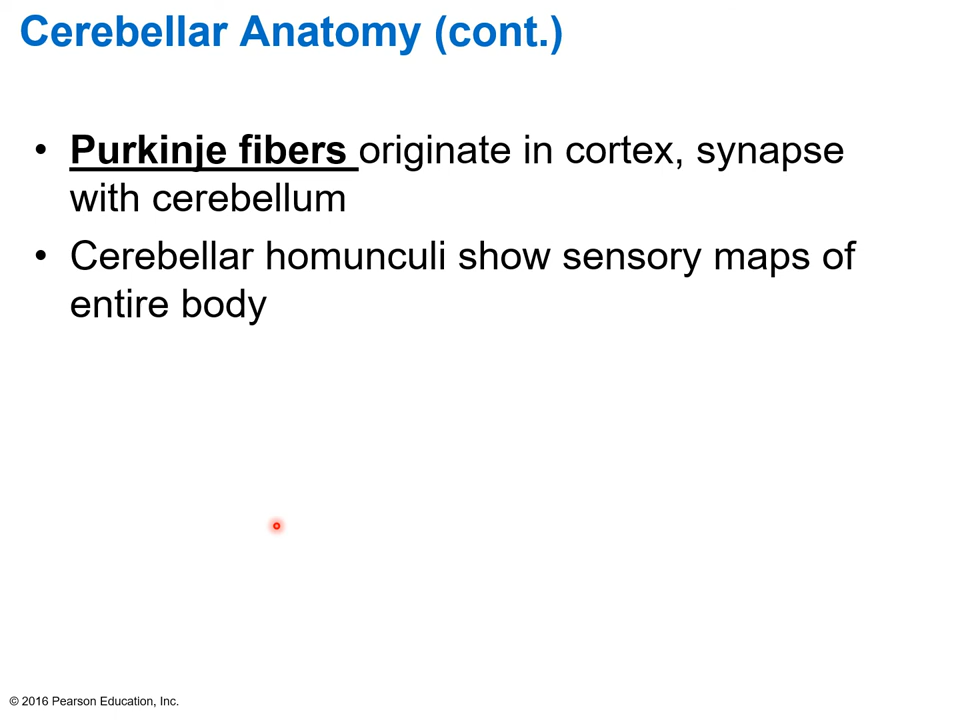 Cerebellar Anatomy (cont.)
• Purkinje fibers originate in cortex, synapse
with cerebellum
• Cerebellar homunculi show sensory maps of
entire body
© 2016 Pearson Education, Inc.